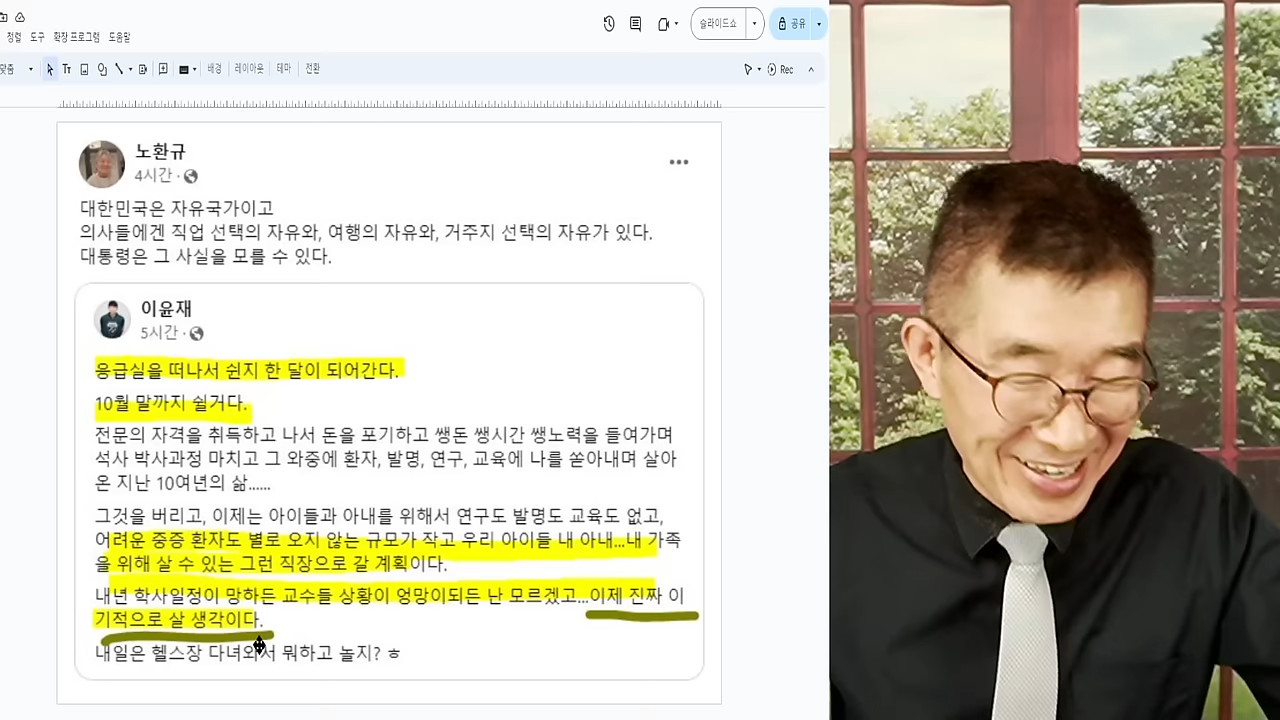 정렬 도구 확장 프로그램 도움말
슬라이드쇼
공유
맞춤
Tr
배경 레이아웃 테마 전환
Rec
노환규
4시간
대한민국은 자유국가이고
의사들에겐 직업 선택의 자유와, 여행의 자유와, 거주지 선택의 자유가 있다.
대통령은 그 사실을 모를 수 있다.
이윤재
5시간
응급실을 떠나서 쉰지 한 달이 되어간다.
10월 말까지 쉴거다.
전문의 자격을 취득하고 나서 돈을 포기하고 쌩돈 쌩시간 쌩노력을 들여가며
석사 박사과정 마치고 그 와중에 환자, 발명, 연구, 교육에 나를 쏟아내며 살아
온 지난 10여년의 삶......
그것을 버리고, 이제는 아이들과 아내를 위해서 연구도 발명도 교육도 없고,
어려운 중증 환자도 별로 오지 않는 규모가 작고 우리 아이들 내 아내...내 가족
을 위해 살 수 있는 그런 직장으로 갈 계획이다.
내년 학사일정이 망하든 교수들 상황이 엉망이되든 난 모르겠고...이제 진짜 이
기적으로 살 생각이다.
내일은 헬스장 다녀와서 뭐하고 놀지? ㅎ